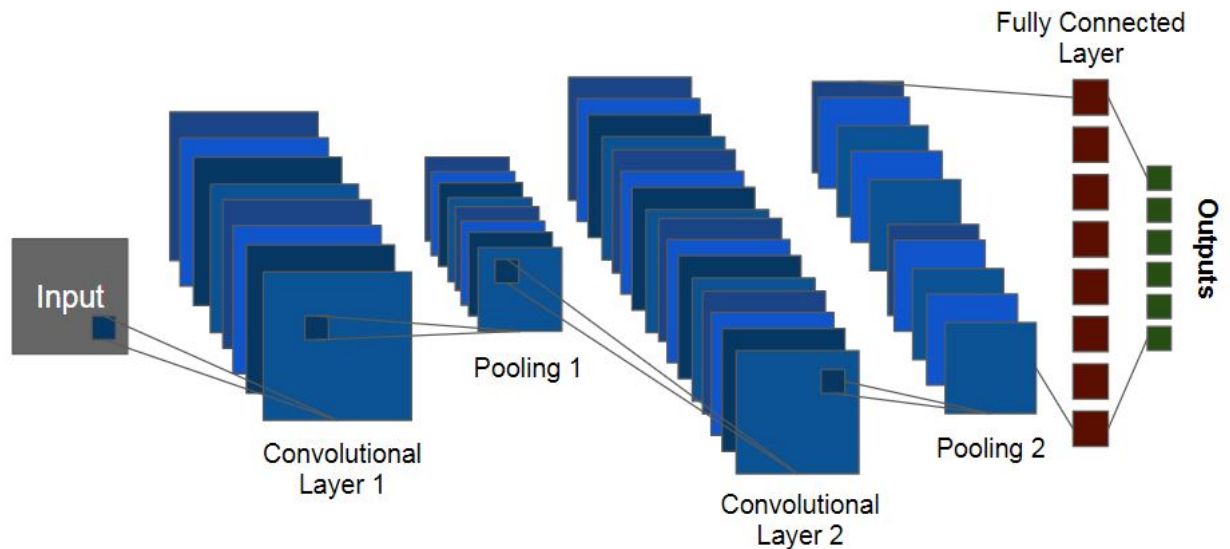 Fully Connected
Layer
Input
Convolutional
Layer 1
Pooling 1
Convolutional
Layer 2
Pooling 2
Outputs